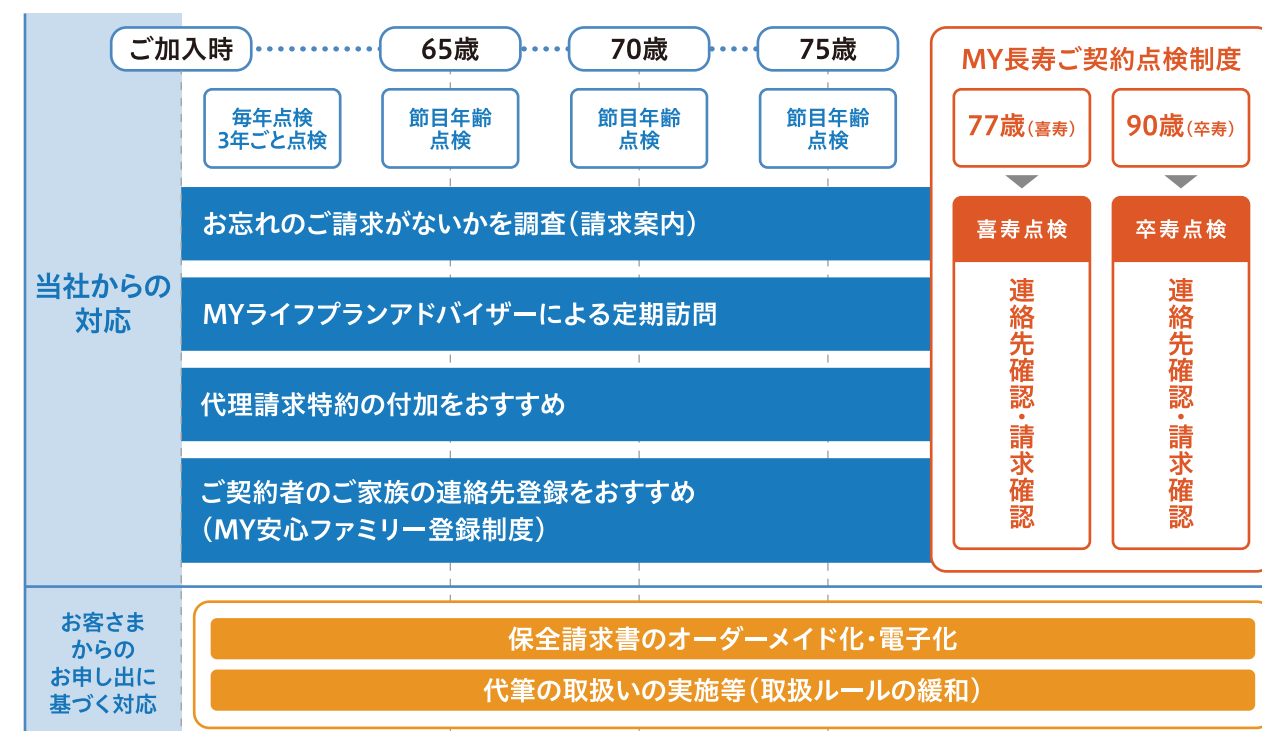 ご加入時
65歳
70歳
75歳
MY長寿ご契約点検制度
毎年点検
3年ごと点検
節目年齢
点検
節目年齢
点検
節目年齢
点検
77歳(喜寿)
90歳(卒寿)
当社からの
対応
お忘れのご請求がないかを調査(請求案内)
MYライフプランアドバイザーによる定期訪問
代理請求特約の付加をおすすめ
ご契約者のご家族の連絡先登録をおすすめ
(MY安心ファミリー登録制度)
喜寿点検
連絡先確認・請求確認
卒寿点検
連絡先確認・請求確認
お客さま
からの
お申し出に
基づく対応
保全請求書のオーダーメイド化・電子化
代筆の取扱いの実施等(取扱ルールの緩和)